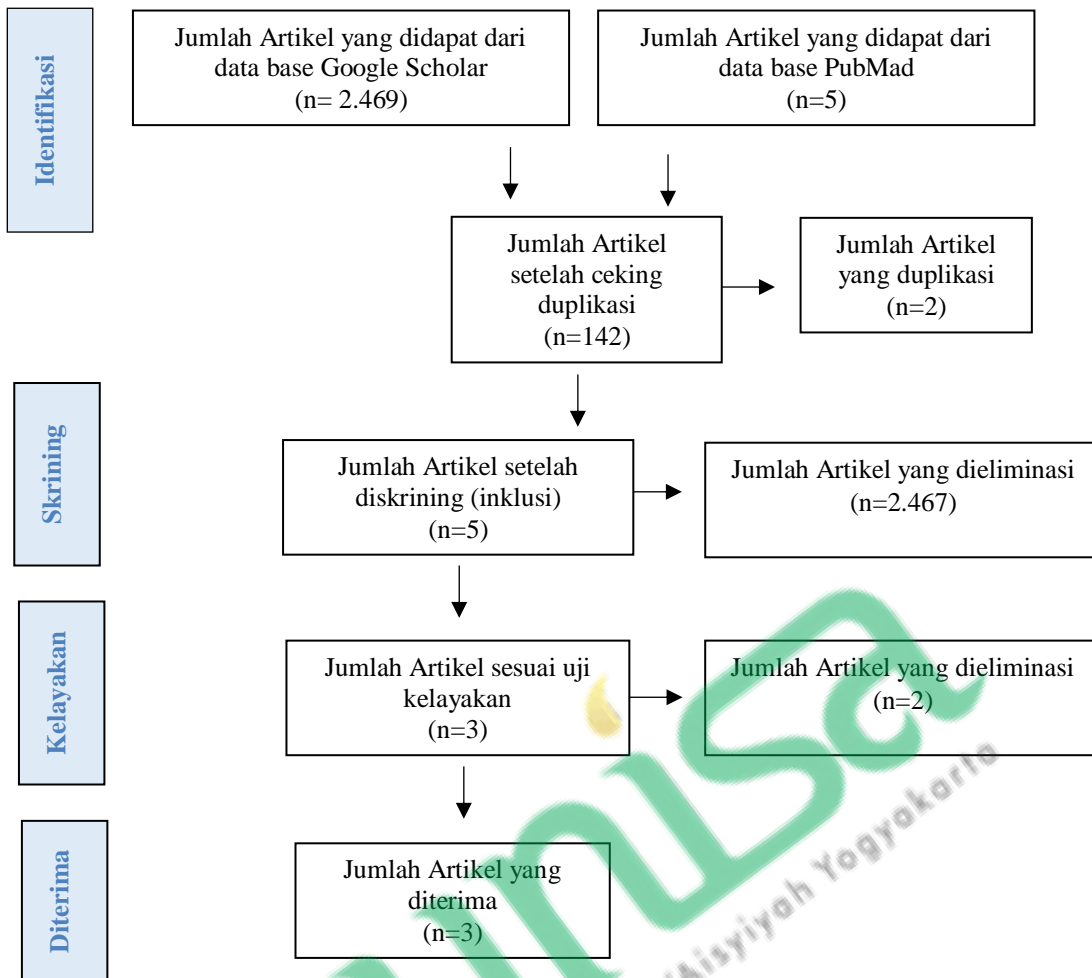 Identifikasi
Jumlah Artikel yang didapat dari
data base Google Scholar
(n= 2.469)
Jumlah Artikel yang didapat dari
data base PubMad
(n=5)
Jumlah Artikel
setelah ceking
duplikasi
(n=142)
Jumlah Artikel
yang duplikasi
(n=2)
Skrining
Jumlah Artikel setelah
diskrining (inklusi)
(n=5)
Jumlah Artikel yang dieliminasi
(n=2.467)
Kelayakan
Jumlah Artikel sesuai uji
kelayakan
(n=3)
Jumlah Artikel yang dieliminasi
(n=2)
Diterima
Jumlah Artikel yang
diterima
(n=3)
unisa
'Aisyiyah Yogyakarta